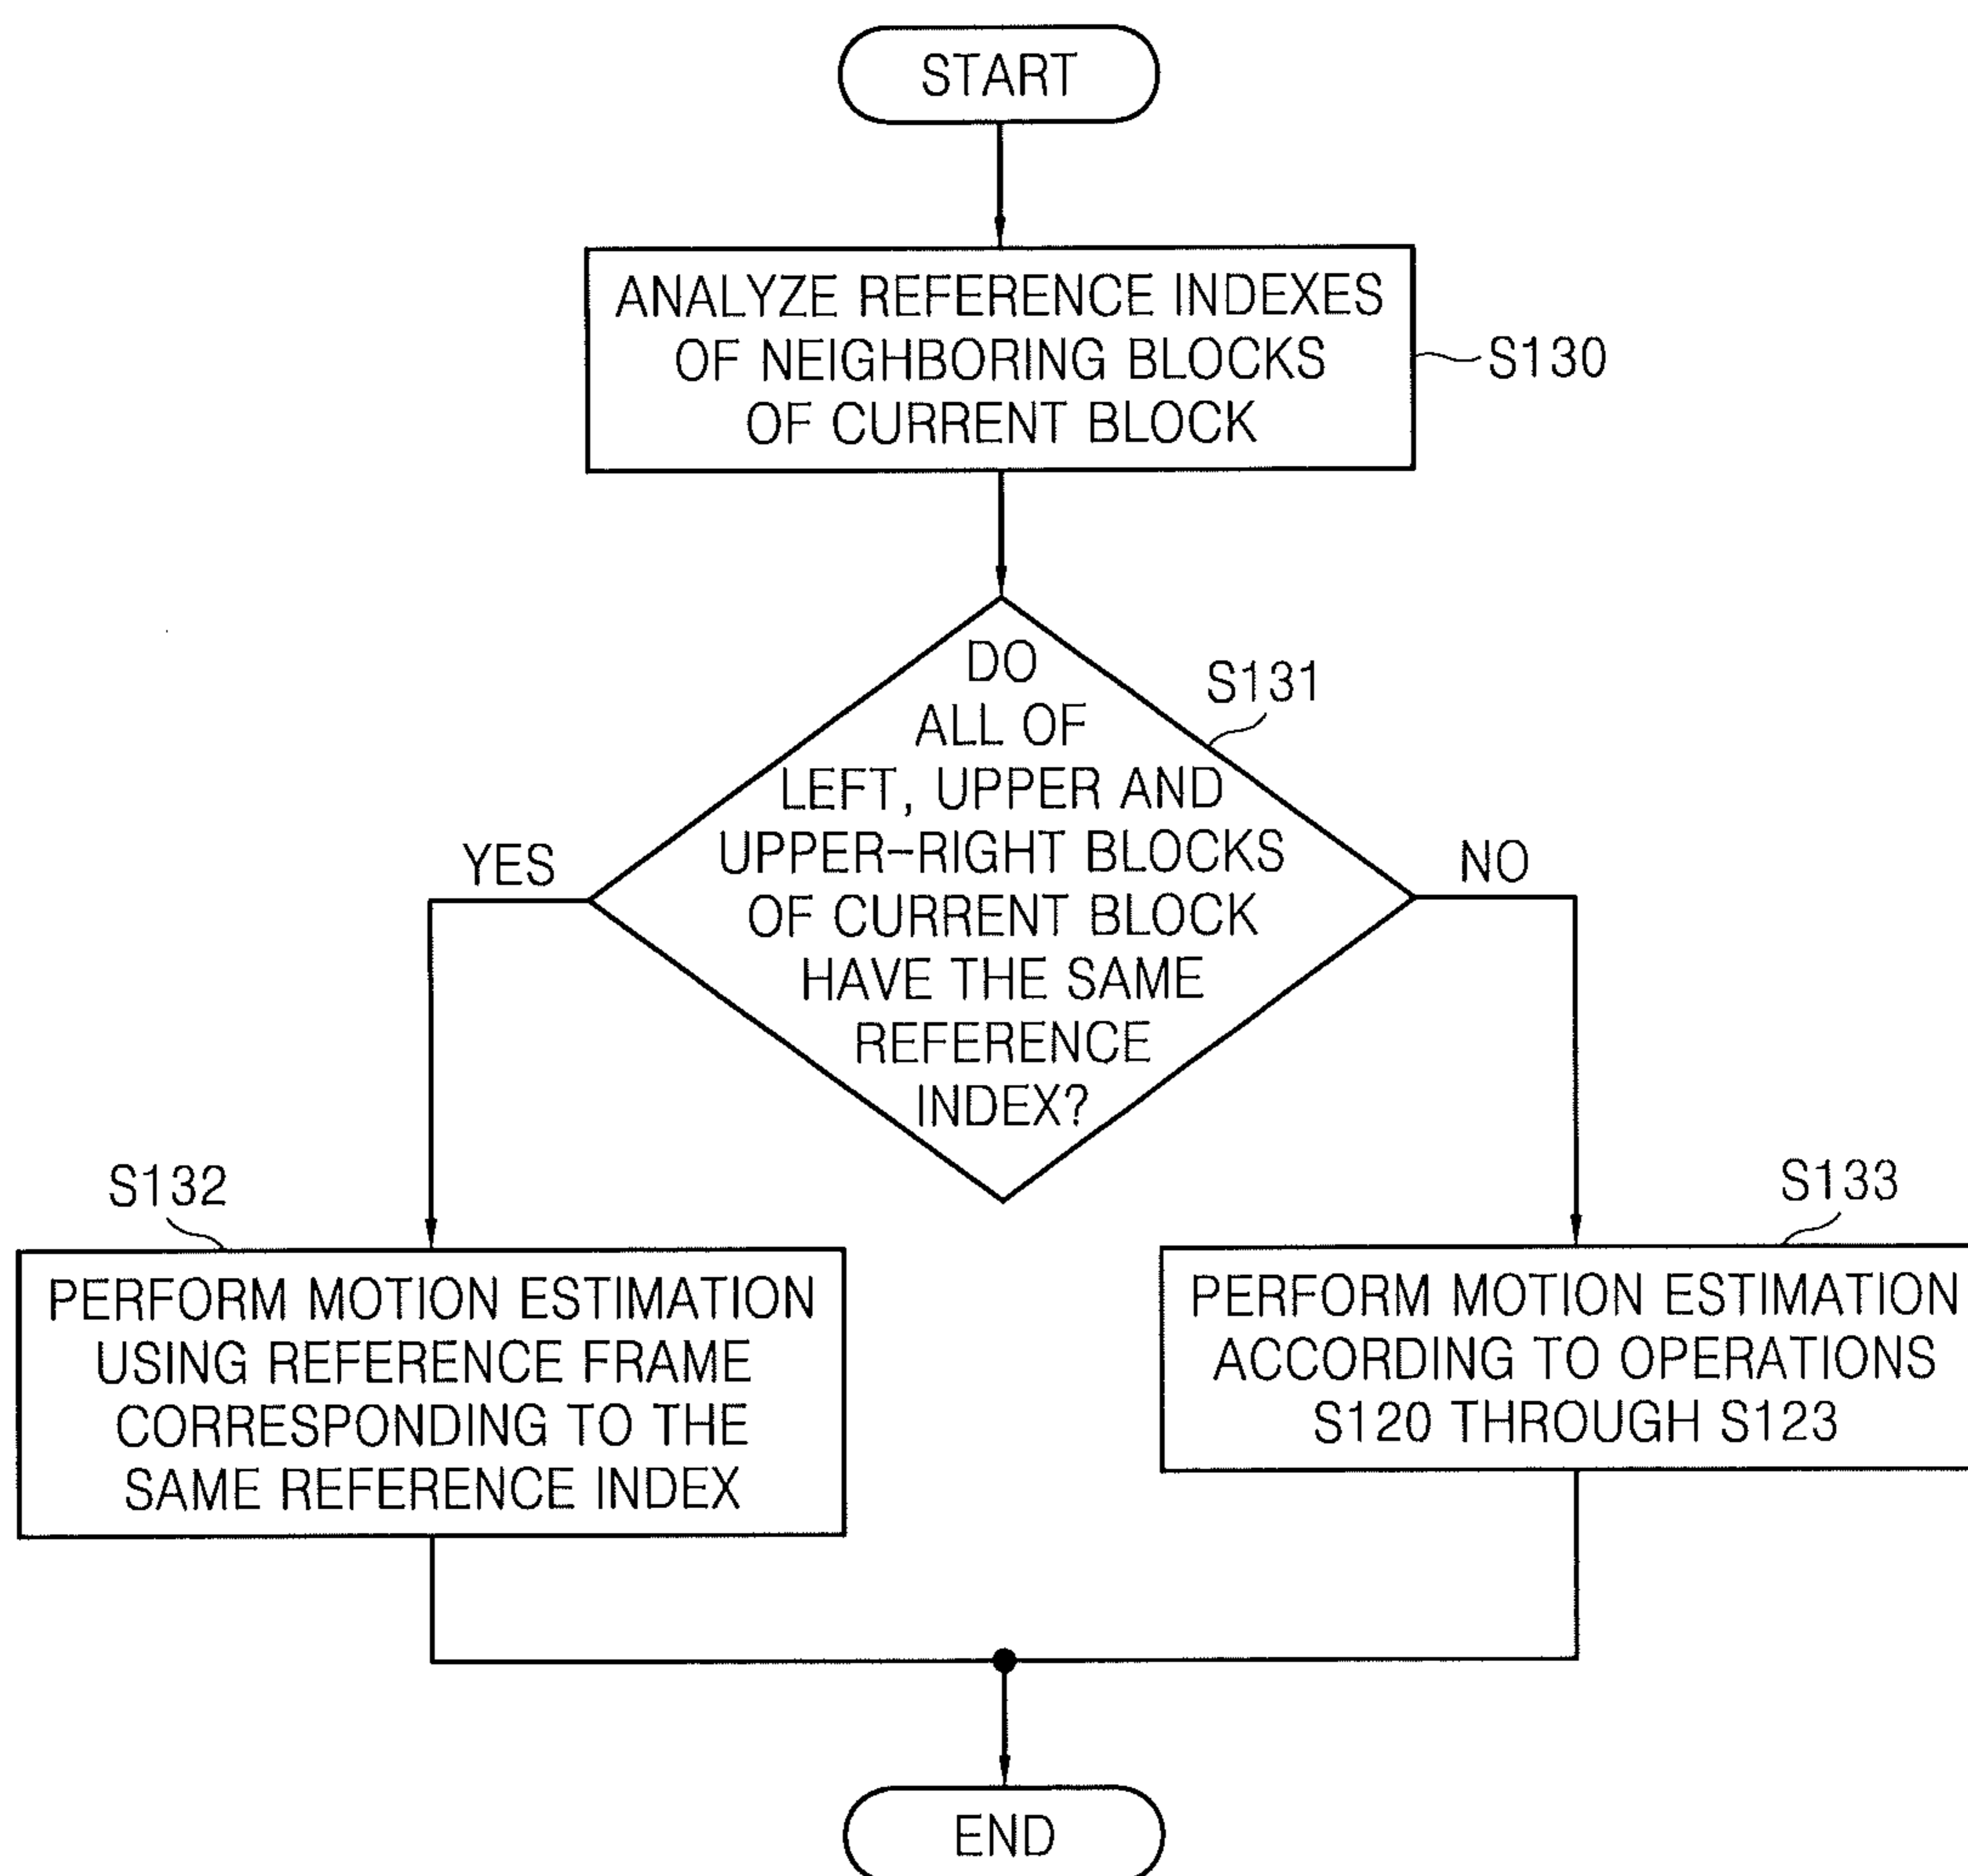 START
ANALYZE REFERENCE INDEXES
OF NEIGHBORING BLOCKS
OF CURRENT BLOCK
S130
DO
ALL OF
LEFT, UPPER AND
UPPER-RIGHT BLOCKS
OF CURRENT BLOCK
HAVE THE SAME
REFERENCE
INDEX?
S131
YES
NO
S132
PERFORM MOTION ESTIMATION
USING REFERENCE FRAME
CORRESPONDING TO THE
SAME REFERENCE INDEX
S133
PERFORM MOTION ESTIMATION
ACCORDING TO OPERATIONS
S120 THROUGH S123
END